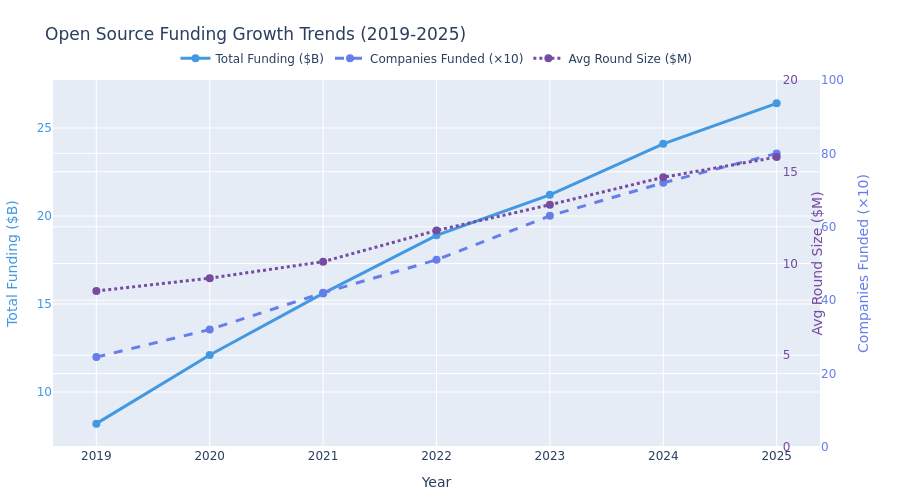 Open Source Funding Growth Trends (2019-2025)
Total Funding ($B) Companies Funded (×10) Avg Round Size ($M)
20 100
25
80
15
20
60
10
15
40
5
20
10
0 0
2019 2020 2021 2022 2023 2024 2025
Year
Total Funding ($B)
Avg Round Size ($M)
Companies Funded (×10)